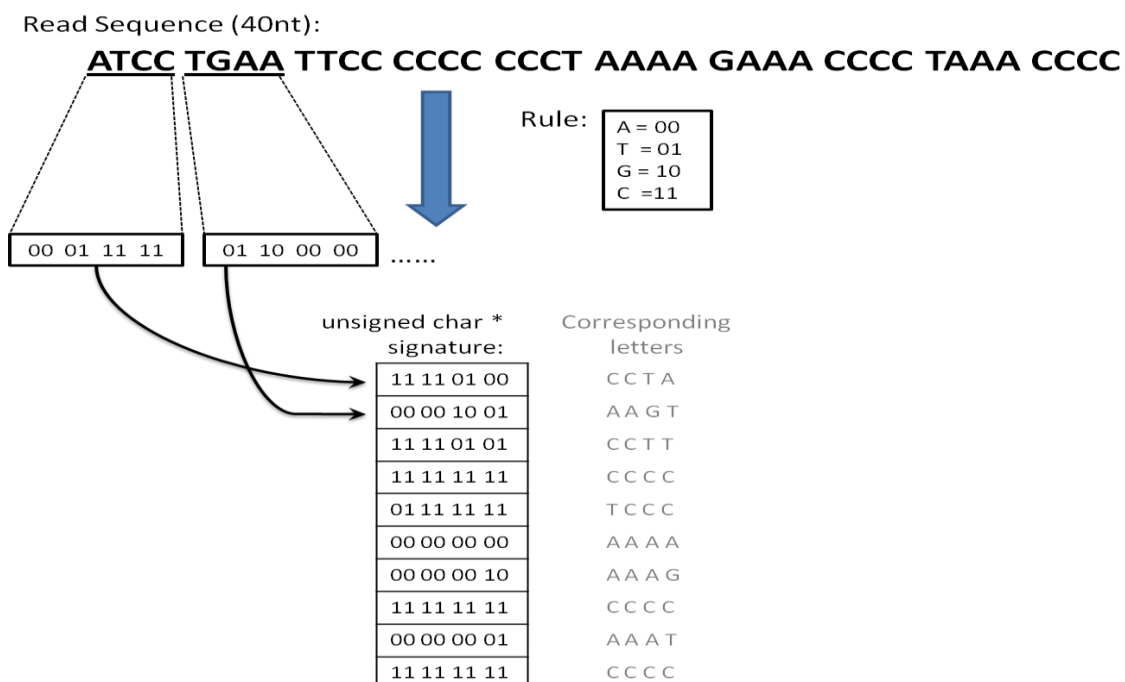 Read Sequence (40nt):
ATCC TGAA TTCC CCCC CCCT AAAA GAAA CCCC TAAA CCCC
Rule:
A = 00
T = 01
G = 10
C =11
00 01 11 11
01 10 00 00
......
unsigned char *
signature:
Corresponding
letters
11 11 01 00
C C T A
00 00 10 01
A A G T
11 11 01 01
C C T T
11 11 11 11
C C C C
01 11 11 11
T C C C
00 00 00 00
A A A A
00 00 00 10
A A A G
11 11 11 11
C C C C
00 00 00 01
A A A T
11 11 11 11
C C C C